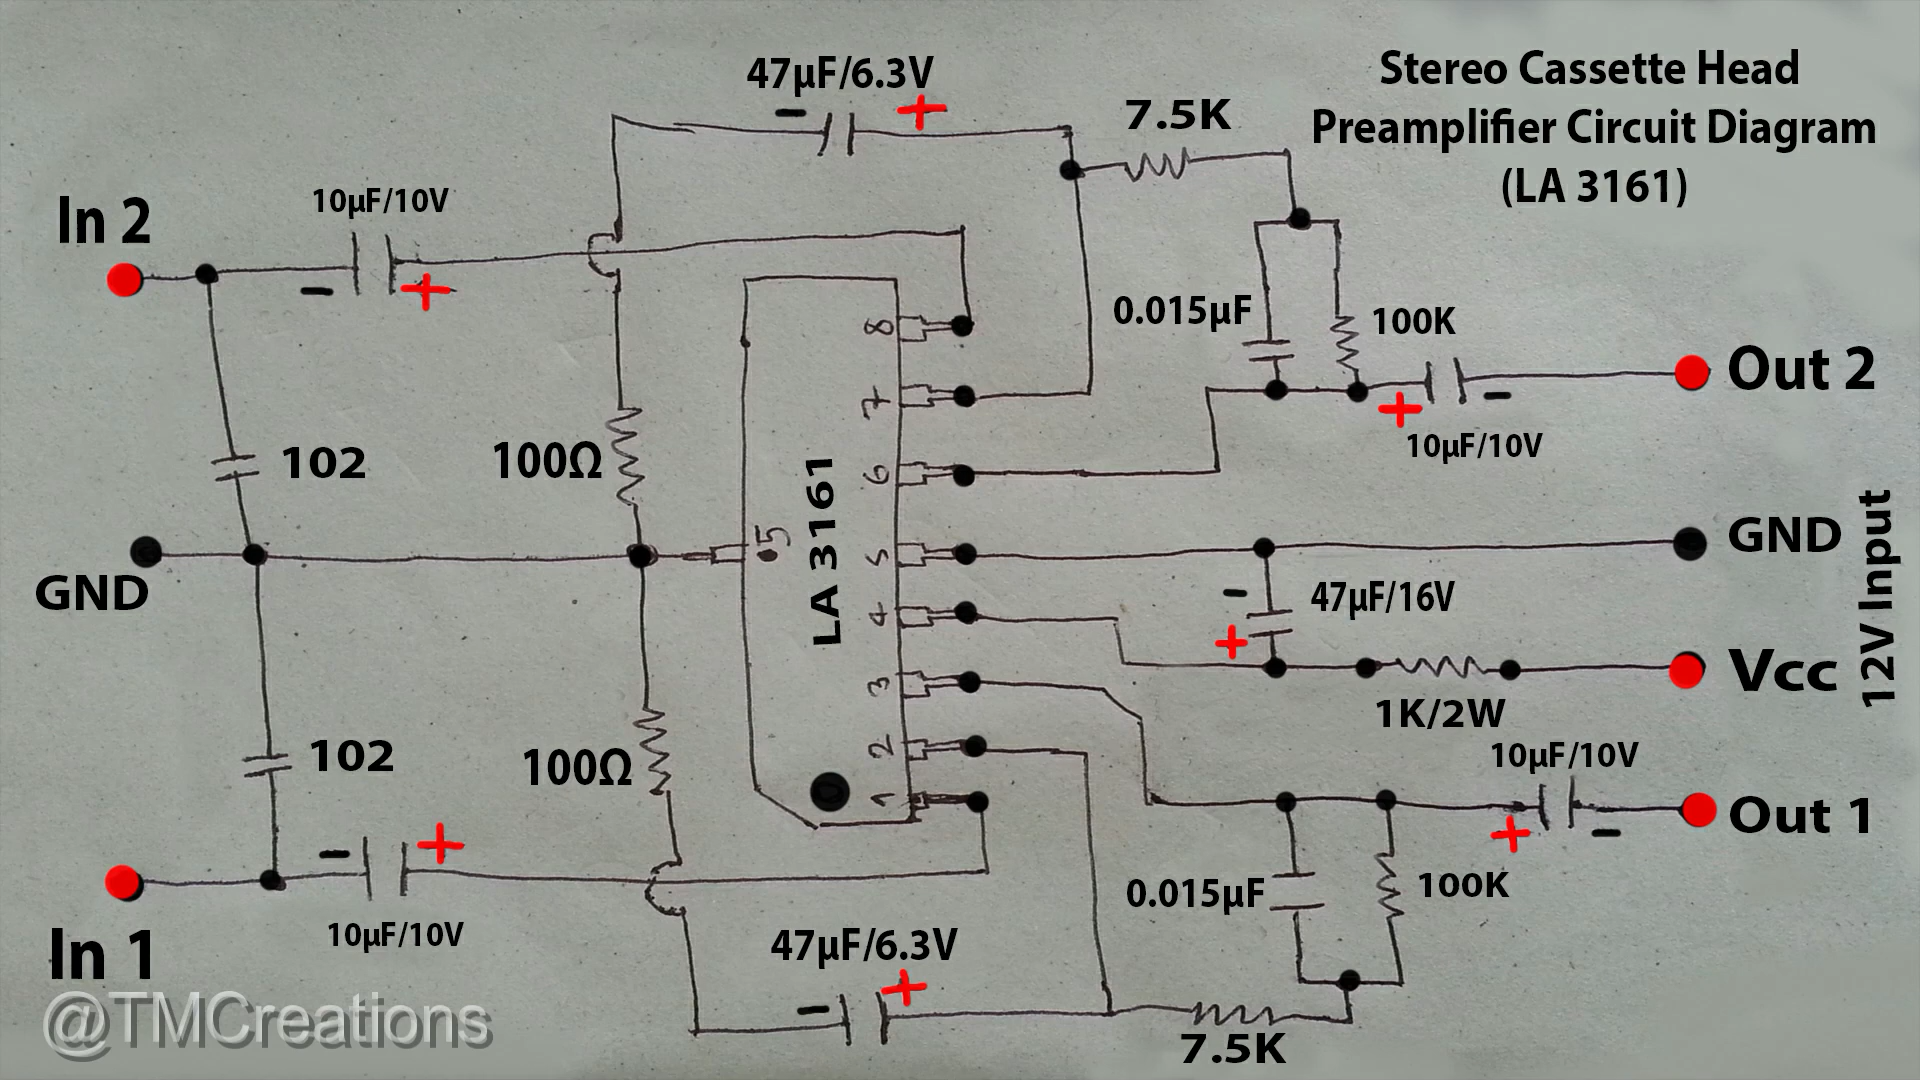 Stereo Cassette Head
Preamplifier Circuit Diagram
(LA 3161)
47µF/6.3V
-
+
7.5K
In 2
10µF/10V
-
+
0.015µF
100K
Out 2
+
-
10µF/10V
102
100Ω
8
7
6
5
4
3
2
1
5
LA 3161
GND
GND
-
47µF/16V
+
Vcc
12V Input
1K/2W
102
100Ω
10µF/10V
+
-
Out 1
-
+
10µF/10V
In 1
0.015µF
100K
47µF/6.3V
-
+
7.5K
@TMCreations